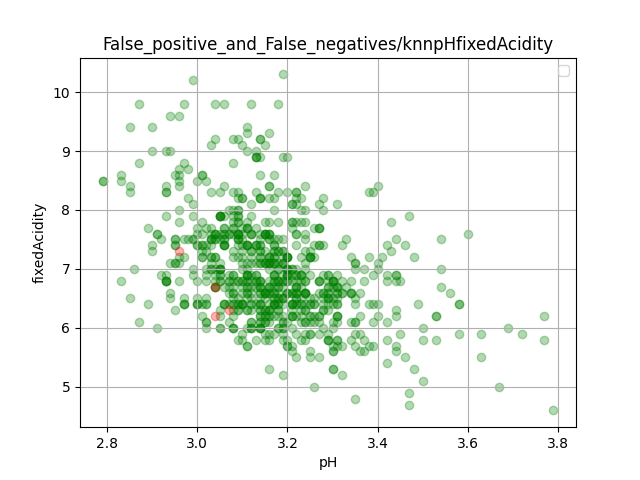 False_positive_and_False_negatives/knnpHfixedAcidity
10
9
8
7
6
5
fixedAcidity
2.8 3.0 3.2 3.4 3.6 3.8
pH